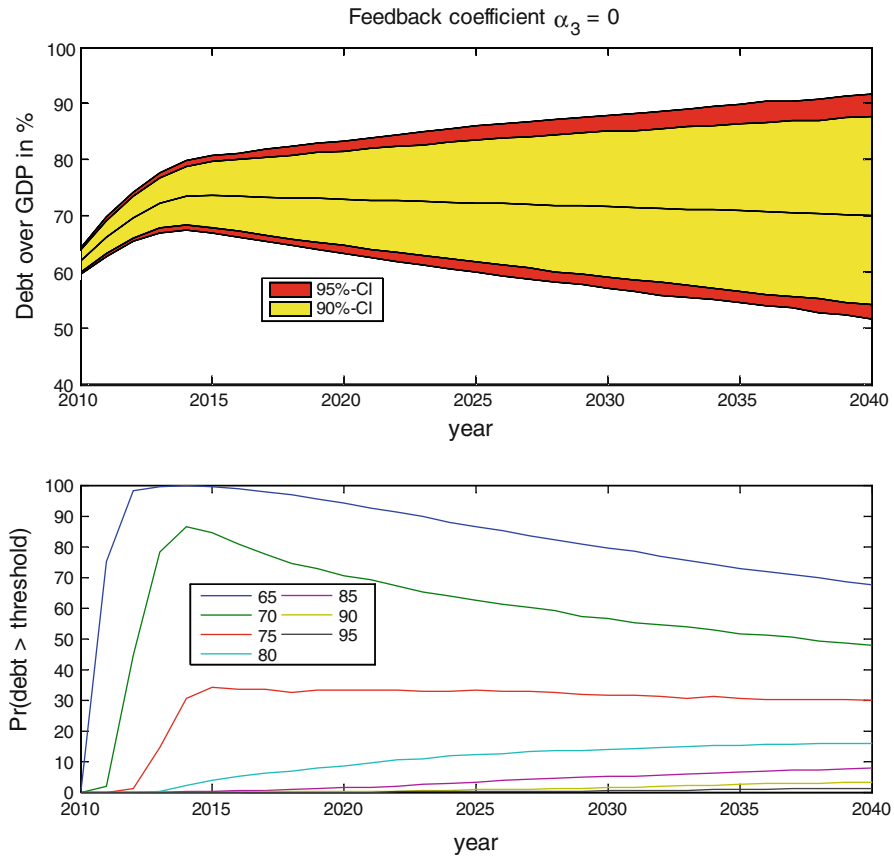 Feedback coefficient α3 = 0
100
90
80
70
60
50
40
Debt over GDP in %
95%-CI
90%-CI
2010 2015 2020 2025 2030 2035 2040
year
100
90
80
70
60
50
40
30
20
10
0
Pr(debt > threshold)
65 85
70 90
75 95
80
2010 2015 2020 2025 2030 2035 2040
year